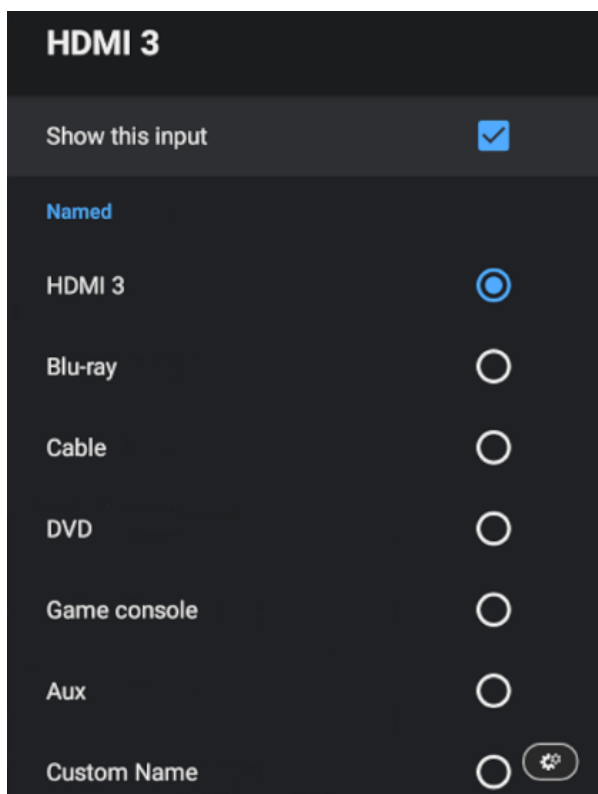 HDMI 3
Show this input
Named
HDMI 3
Blu-ray
Cable
DVD
Game console
Aux
Custom Name